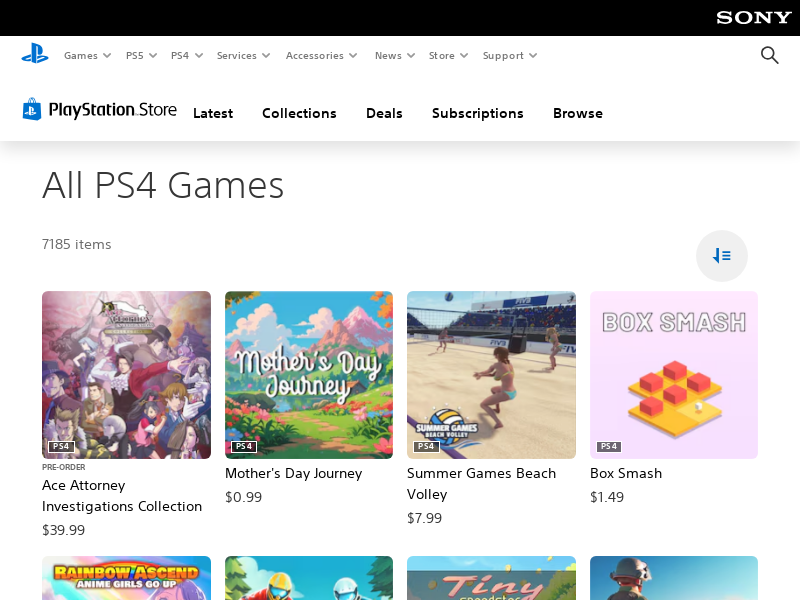 SONY
Games PS5 PS4 Services Accessories News Store Support
PlayStation Store Latest Collections Deals Subscriptions Browse
All PS4 Games
7185 items
Mother's Day
Journey
SUMMER GAMES
BEACH VOLLEY
BOX SMASH
PS4 PS4 PS4 PS4
PRE-ORDER
Ace Attorney
Investigations Collection
$39.99
Mother's Day Journey
$0.99
Summer Games Beach
Volley
$7.99
Box Smash
$1.49
RAINBOW ASCEND
ANIME GIRLS GO UP
Tiny